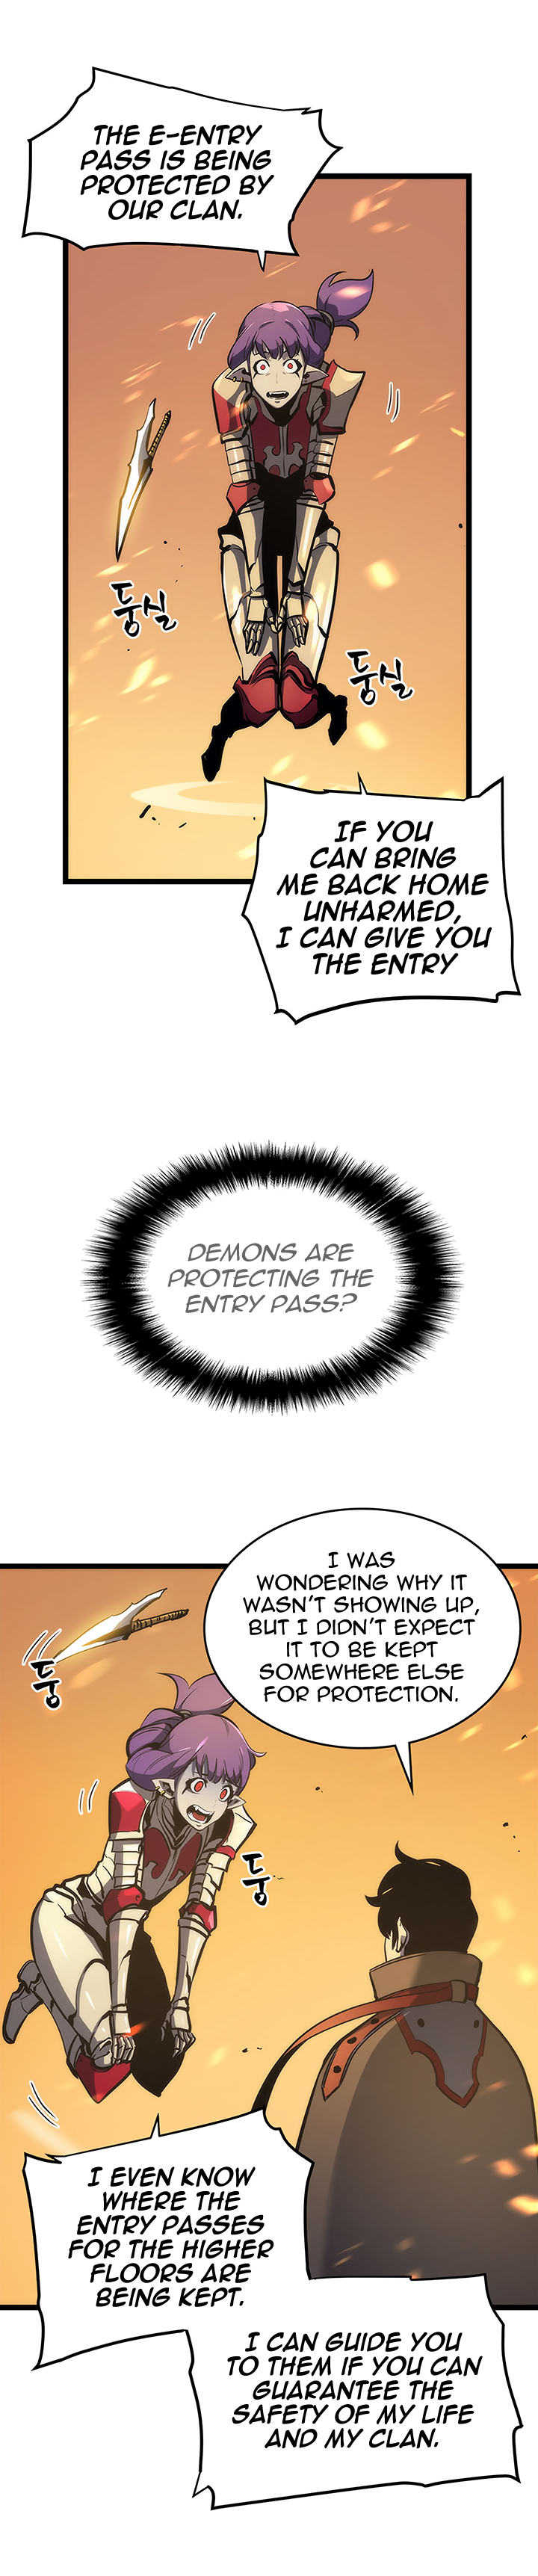 THE E-ENTRY
PASS IS BEING
PROTECTED BY
OUR CLAN.
둥실
둥실
IF YOU
CAN BRING
ME BACK HOME
UNHARMED,
I CAN GIVE YOU
THE ENTRY
DEMONS ARE
PROTECTING THE
ENTRY PASS?
I WAS
WONDERING WHY IT
WASN'T SHOWING UP,
BUT I DIDN'T EXPECT
IT TO BE KEPT
SOMEWHERE ELSE
FOR PROTECTION.
둥
둥
I EVEN KNOW
WHERE THE
ENTRY PASSES
FOR THE HIGHER
FLOORS ARE
BEING KEPT.
I CAN GUIDE YOU
TO THEM IF YOU CAN
GUARANTEE THE
SAFETY OF MY LIFE
AND MY CLAN.